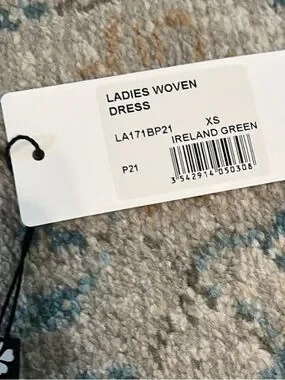 LADIES WOVEN
DRESS
LA171BP21 XS
IRELAND GREEN
P21
3 542914 050308